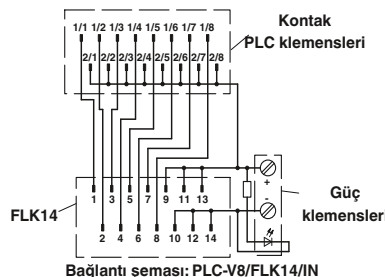 Kontak
PLC klemensleri
1/1 1/2 1/3 1/4 1/5 1/6 1/7 1/8
2/1 2/2 2/3 2/4 2/5 2/6 2/7 2/8
+
-
Güç
klemensleri
FLK14
1 3 5 7 9 11 13
2 4 6 8 10 12 14
Bağlantı şeması: PLC-V8/FLK14/IN